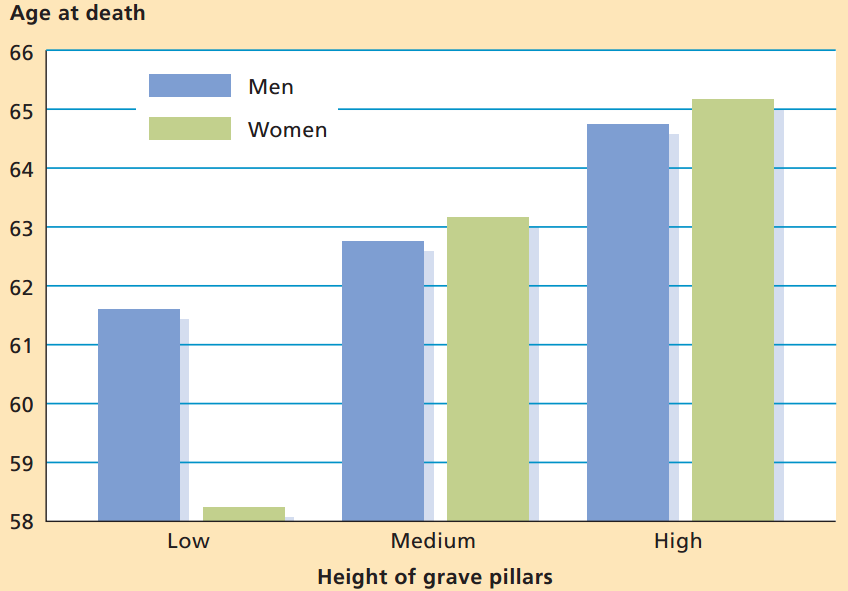 Age at death
66
65
64
63
62
61
60
59
58
Men
Women
Low Medium High
Height of grave pillars